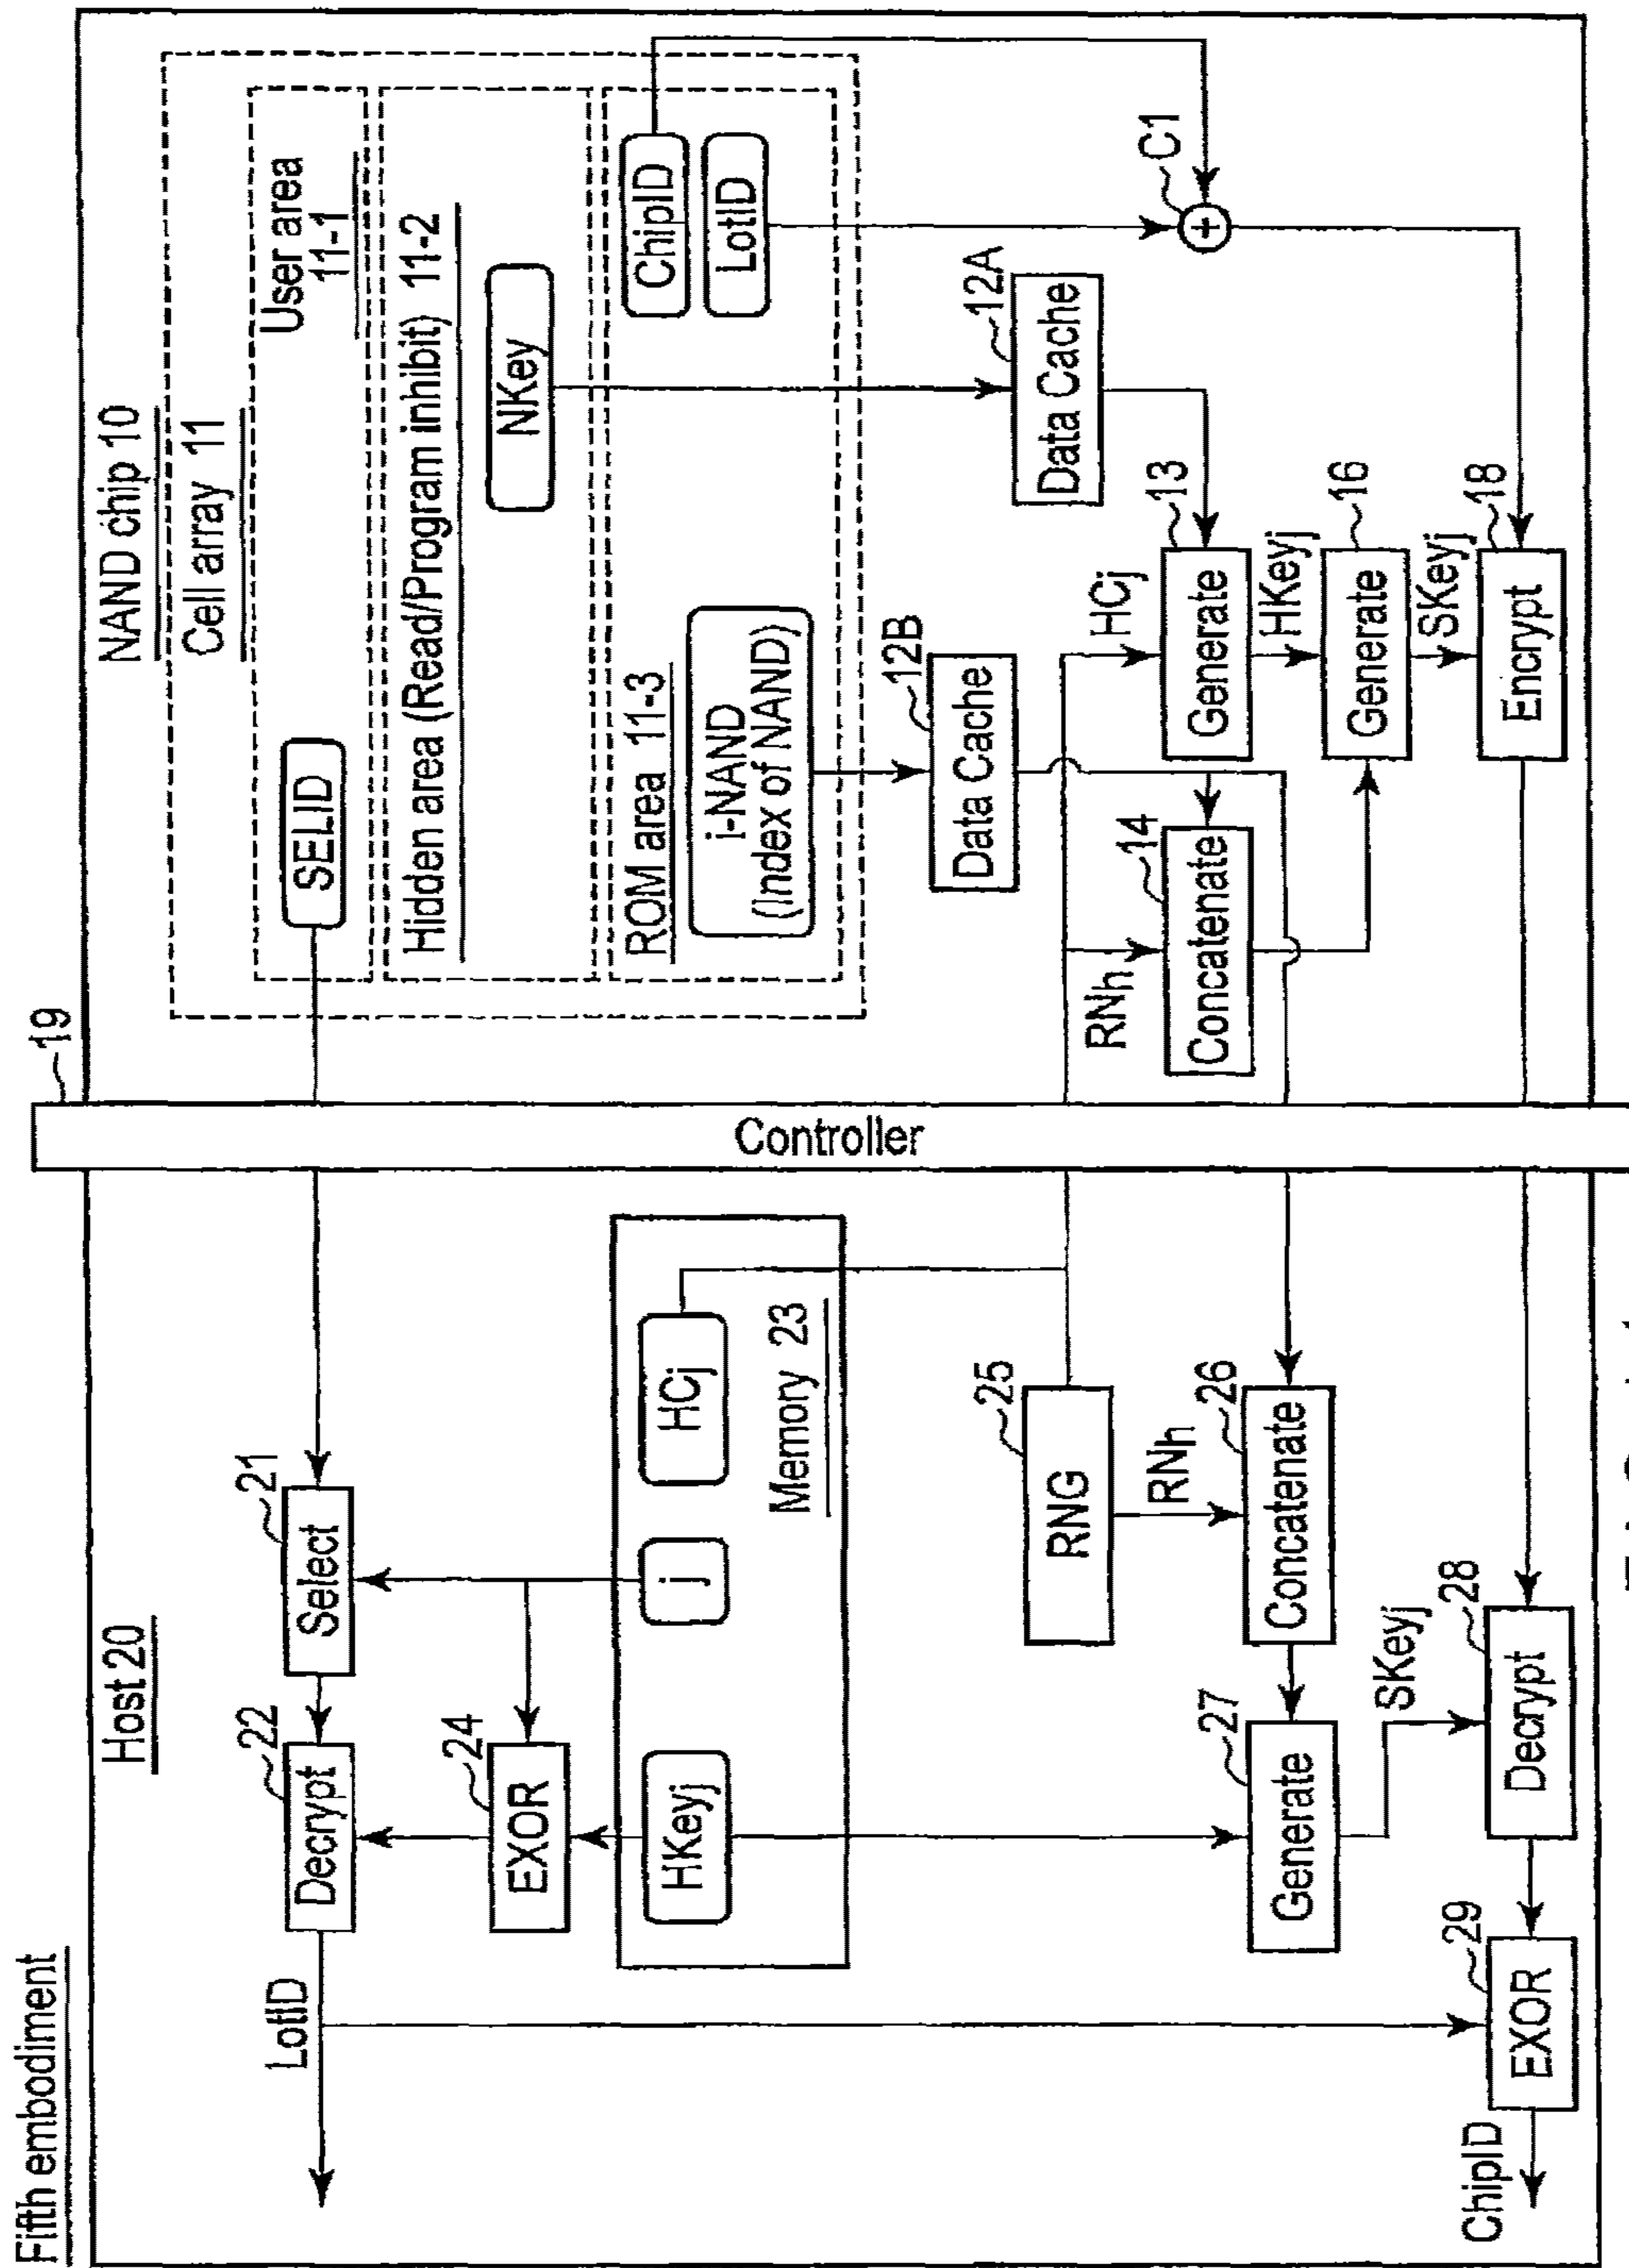 Fifth embodiment
Host 20
LotID
22
Decrypt
21
Select
24
EXOR
HKeyj
j
HCj
Memory 23
25
RNG
RNh
26
Concatenate
27
Generate
SKeyj
28
Decrypt
29
EXOR
ChipID
19
Controller
NAND chip 10
Cell array 11
User area
11-1
SELID
Hidden area (Read/Program inhibit) 11-2
NKey
ROM area 11-3
i-NAND
(Index of NAND)
ChipID
LotID
12B
Data Cache
12A
Data Cache
C1
+
RNh
14
Concatenate
HCj
13
Generate
HKeyj
16
Generate
SKeyj
18
Encrypt